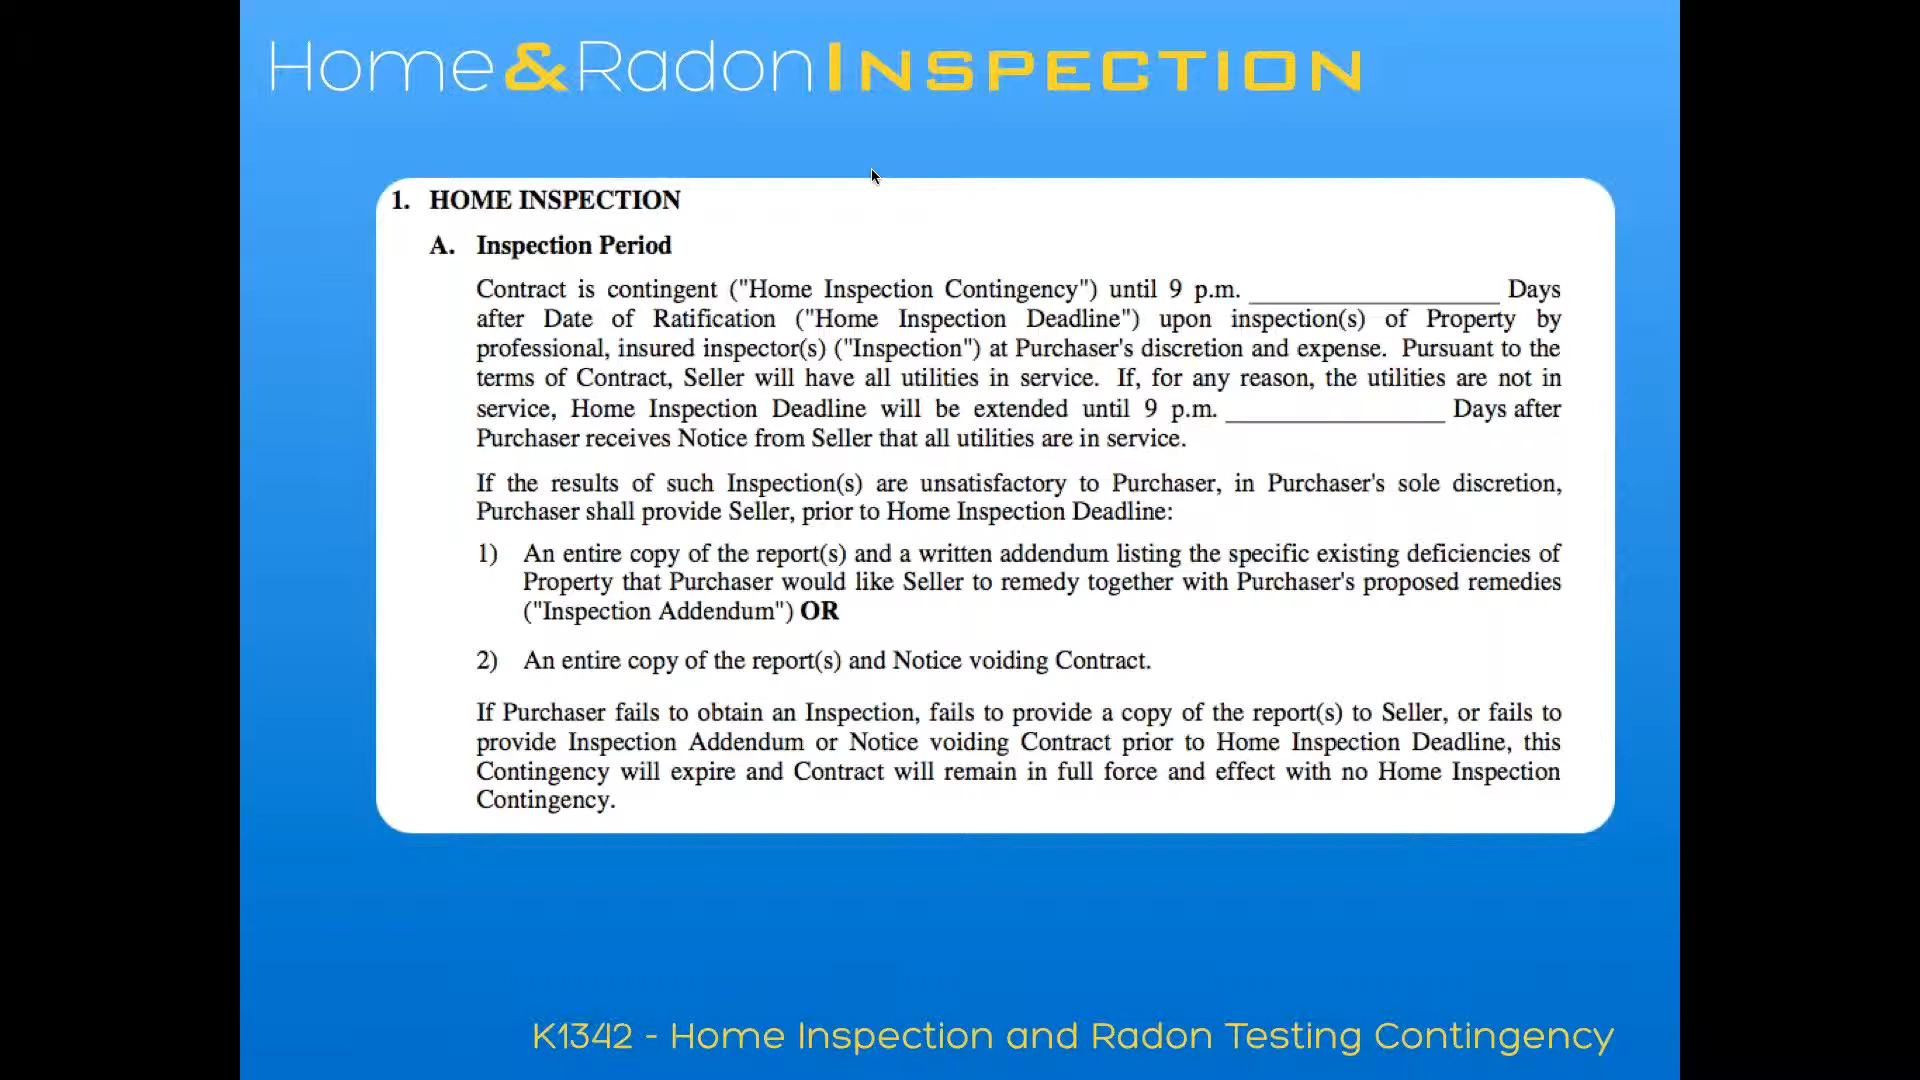 Home&RadonINSPECTION
1. HOME INSPECTION
A. Inspection Period
Contract is contingent ("Home Inspection Contingency") until 9 p.m. ____________________ Days
after Date of Ratification ("Home Inspection Deadline") upon inspection(s) of Property by
professional, insured inspector(s) ("Inspection") at Purchaser's discretion and expense. Pursuant to the
terms of Contract, Seller will have all utilities in service. If, for any reason, the utilities are not in
service, Home Inspection Deadline will be extended until 9 p.m. __________________ Days after
Purchaser receives Notice from Seller that all utilities are in service.
If the results of such Inspection(s) are unsatisfactory to Purchaser, in Purchaser's sole discretion,
Purchaser shall provide Seller, prior to Home Inspection Deadline:
1) An entire copy of the report(s) and a written addendum listing the specific existing deficiencies of
Property that Purchaser would like Seller to remedy together with Purchaser's proposed remedies
("Inspection Addendum") OR
2) An entire copy of the report(s) and Notice voiding Contract.
If Purchaser fails to obtain an Inspection, fails to provide a copy of the report(s) to Seller, or fails to
provide Inspection Addendum or Notice voiding Contract prior to Home Inspection Deadline, this
Contingency will expire and Contract will remain in full force and effect with no Home Inspection
Contingency.
K1342 - Home Inspection and Radon Testing Contingency